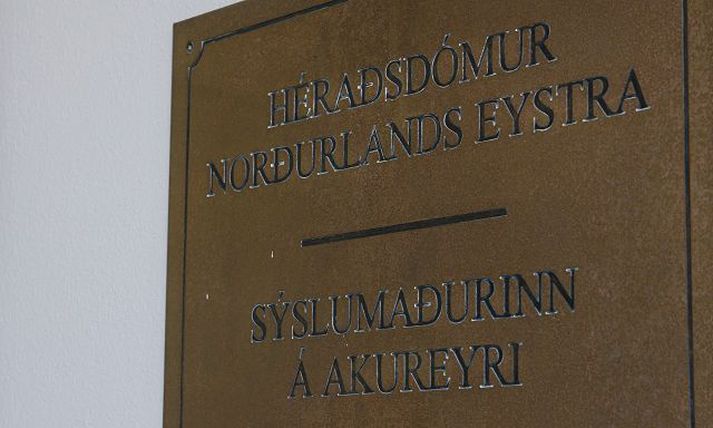 HÉRAÐSDÓMUR
NORÐURLANDS EYSTRA
SÝSLUMAÐURINN
Á AKUREYRI